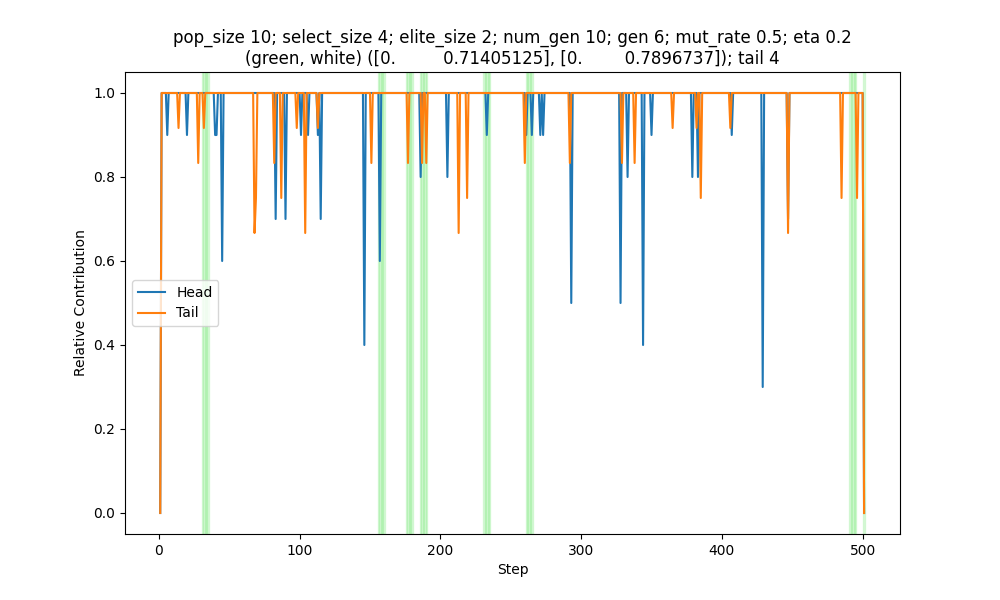 pop_size 10; select_size 4; elite_size 2; num_gen 10; gen 6; mut_rate 0.5; eta 0.2
(green, white) ([0. 0.71405125], [0. 0.7896737]); tail 4
1.0
0.8
0.6
0.4
0.2
0.0
Relative Contribution
Head
Tail
0 100 200 300 400 500
Step